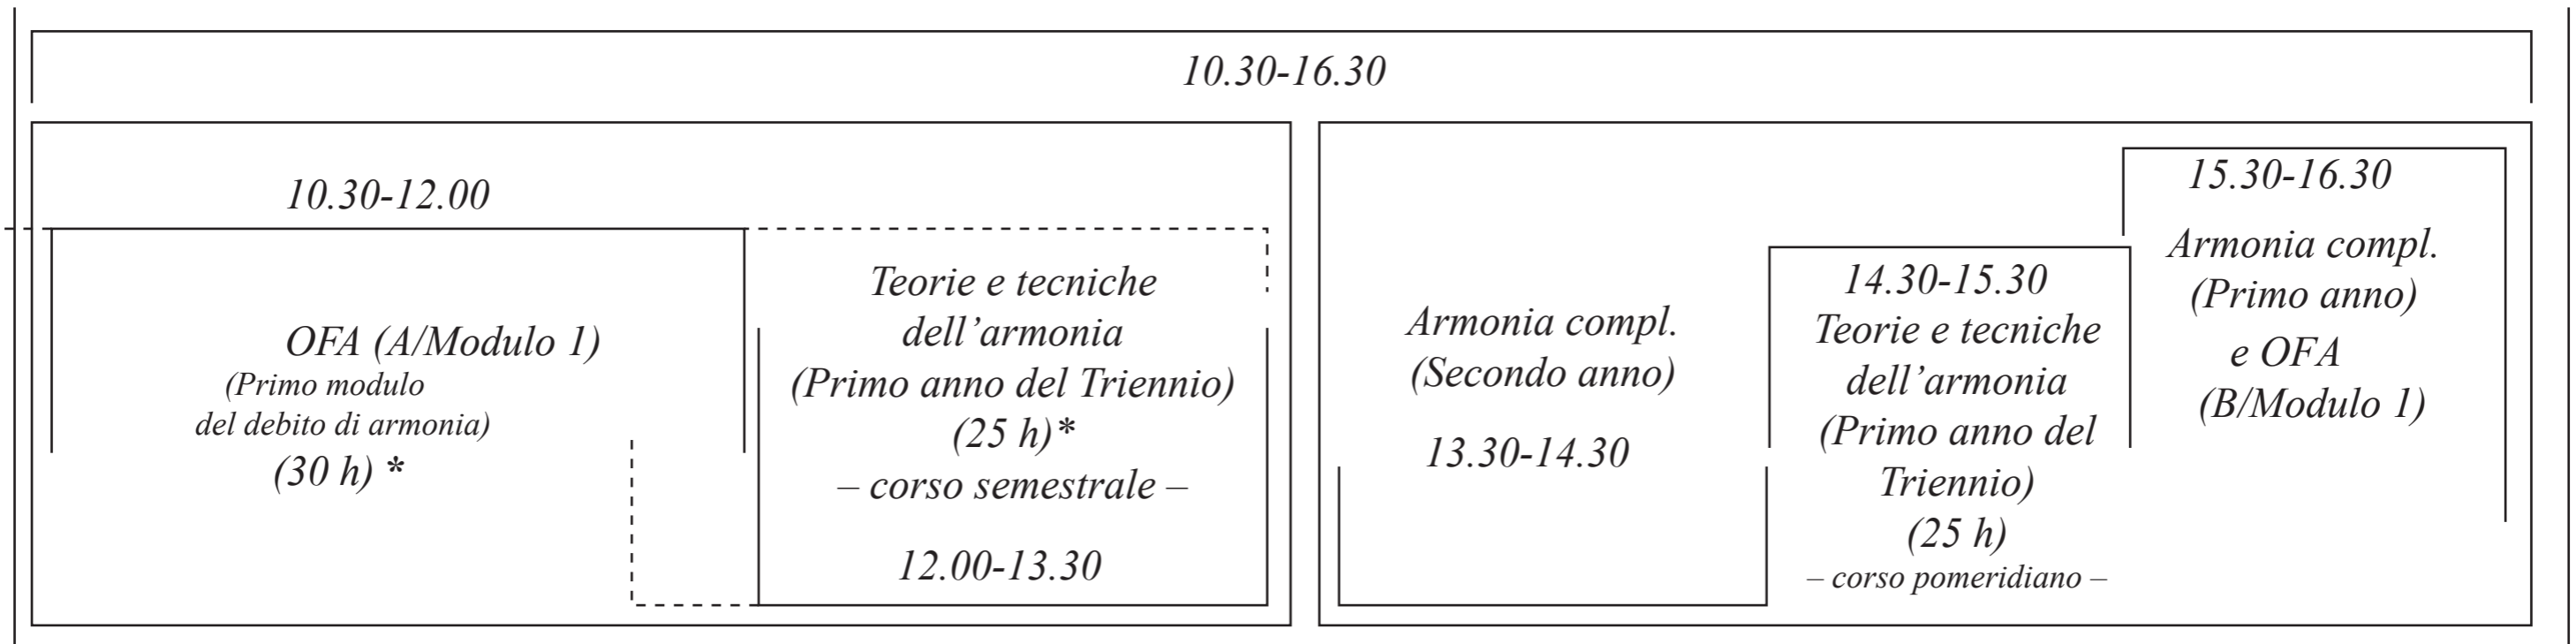 10.30-16.30
10.30-12.00
OFA (A/Modulo 1)
(Primo modulo
del debito di armonia)
(30 h) *
Teorie e tecniche
dell’armonia
(Primo anno del Triennio)
(25 h)*
– corso semestrale –
12.00-13.30
Armonia compl.
(Secondo anno)
13.30-14.30
14.30-15.30
Teorie e tecniche
dell’armonia
(Primo anno del
Triennio)
(25 h)
– corso pomeridiano –
15.30-16.30
Armonia compl.
(Primo anno)
e OFA
(B/Modulo 1)